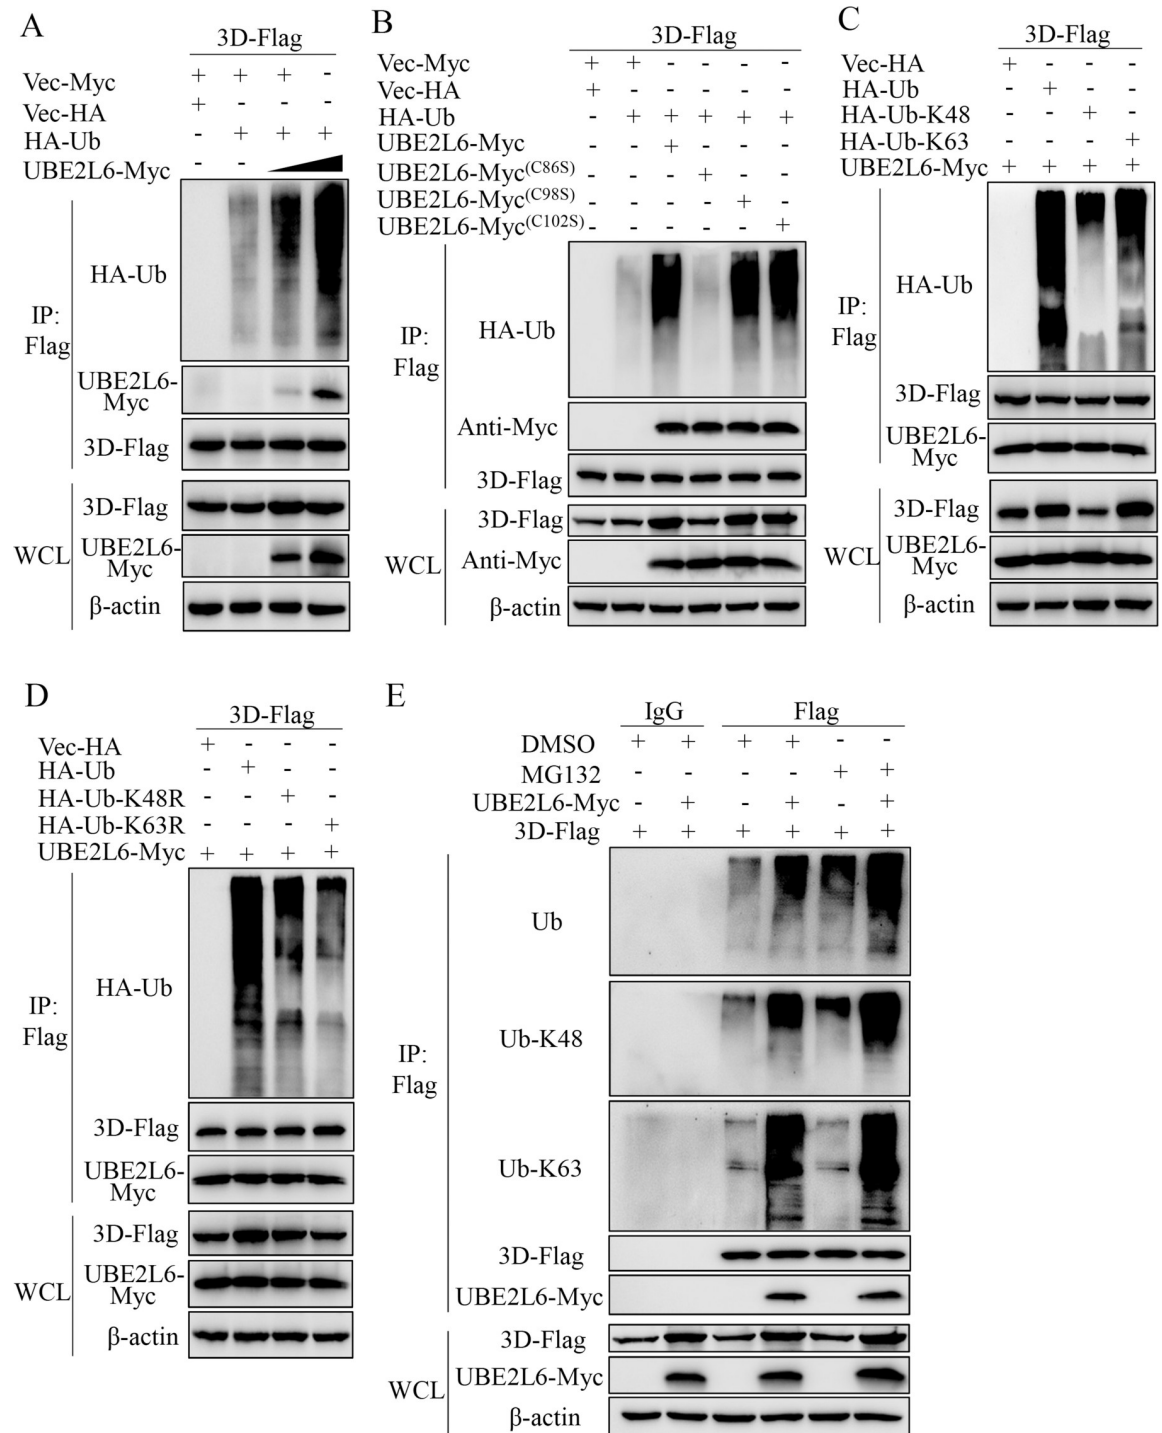 A
3D-Flag
Vec-Myc + + + -
Vec-HA + - - -
HA-Ub - + + +
UBE2L6-Myc - -
IP: Flag
HA-Ub
UBE2L6-Myc
3D-Flag
WCL
3D-Flag
UBE2L6-Myc
β-actin
B
3D-Flag
Vec-Myc + + - - - -
Vec-HA + - - - - -
HA-Ub - + + + + +
UBE2L6-Myc - - + - - -
UBE2L6-Myc(C86S) - - - + - -
UBE2L6-Myc(C98S) - - - - + -
UBE2L6-Myc(C102S) - - - - - +
IP: Flag
HA-Ub
Anti-Myc
3D-Flag
WCL
3D-Flag
Anti-Myc
β-actin
C
3D-Flag
Vec-HA + - - -
HA-Ub - + - -
HA-Ub-K48 - - + -
HA-Ub-K63 - - - +
UBE2L6-Myc + + + +
IP: Flag
HA-Ub
3D-Flag
UBE2L6-Myc
WCL
3D-Flag
UBE2L6-Myc
β-actin
D
3D-Flag
Vec-HA + - - -
HA-Ub - + - -
HA-Ub-K48R - - + -
HA-Ub-K63R - - - +
UBE2L6-Myc + + + +
IP: Flag
HA-Ub
3D-Flag
UBE2L6-Myc
WCL
3D-Flag
UBE2L6-Myc
β-actin
E
IgG Flag
DMSO + + + + - -
MG132 - - - - + +
UBE2L6-Myc - + - + - +
3D-Flag + + + + + +
IP: Flag
Ub
Ub-K48
Ub-K63
3D-Flag
UBE2L6-Myc
WCL
3D-Flag
UBE2L6-Myc
β-actin